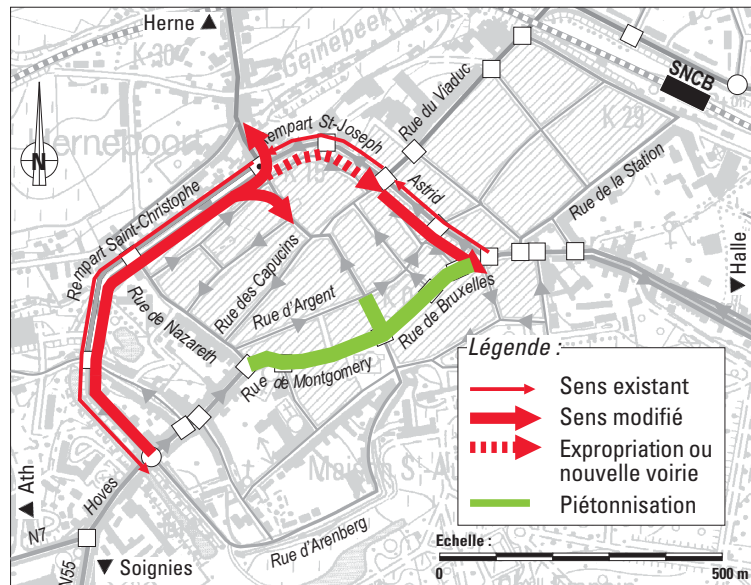 Herne ▲
K 30
Geinebeek
SNCB
Rue du Viaduc
Rempart St-Joseph
Astrid
Rue de la Station
N
Rempart Saint-Christophe
Halle
Rue des Capucins
Rue d'Argent
Rue de Bruxelles
Rue de Nazareth
Rue de Montgomery
Légende :
Sens existant
Sens modifié
Expropriation ou
nouvelle voirie
Piétonnisation
Ath
Hoves
N7
N55
▼ Soignies
Rue d'Arenberg
Echelle :
0 500 m